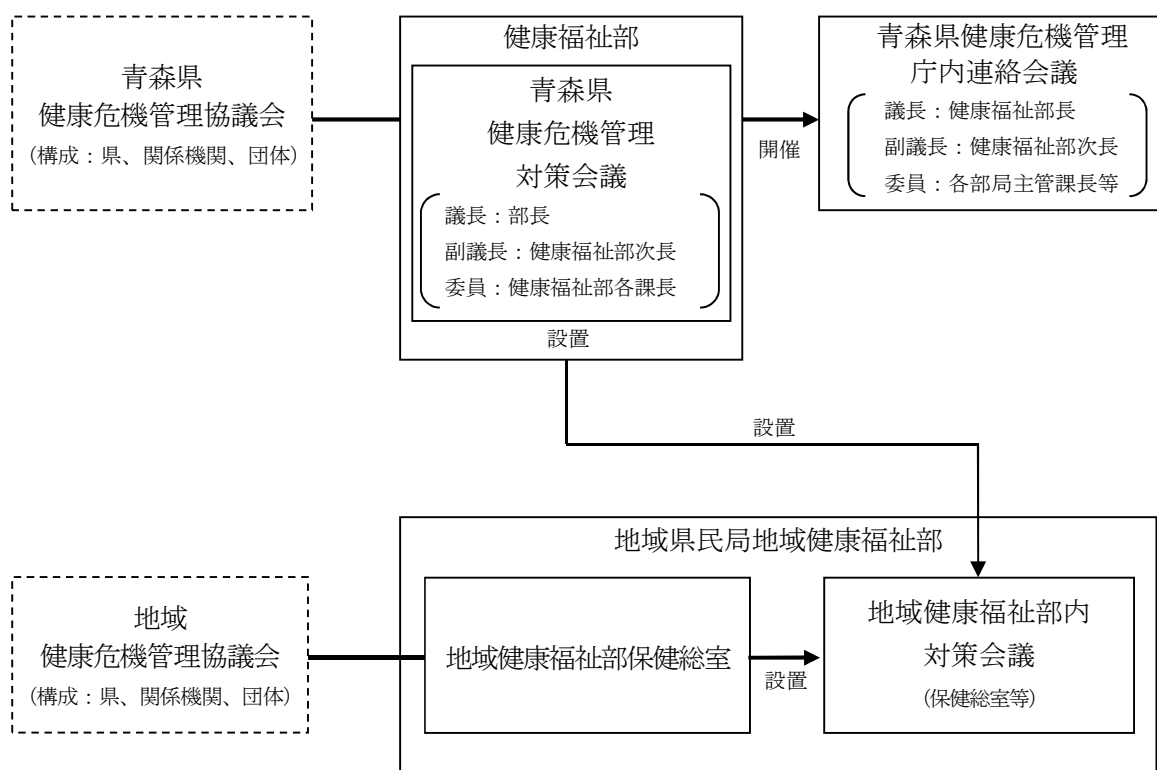 青森県
健康危機管理協議会
(構成：県、関係機関、団体)
健康福祉部
青森県
健康危機管理
対策会議
議長：部長
副議長：健康福祉部次長
委員：健康福祉部各課長
設置
開催
青森県健康危機管理
庁内連絡会議
議長：健康福祉部長
副議長：健康福祉部次長
委員：各部局主管課長等
設置
地域県民局地域健康福祉部
地域
健康危機管理協議会
(構成：県、関係機関、団体)
地域健康福祉部保健総室
設置
地域健康福祉部内
対策会議
(保健総室等)